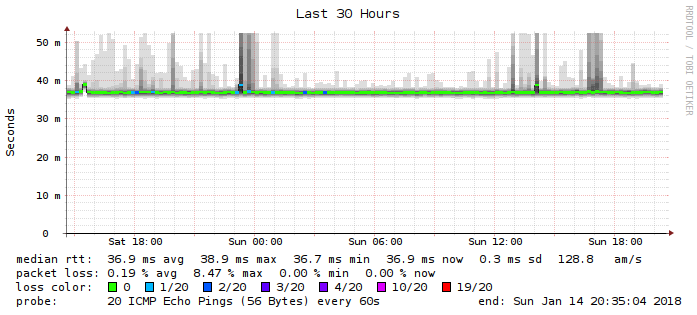 Last 30 Hours
RRDTOOL / TOBI OETIKER
Seconds
50 m
40 m
30 m
20 m
10 m
0
Sat 18:00 Sun 00:00 Sun 06:00 Sun 12:00 Sun 18:00
median rtt: 36.9 ms avg 38.9 ms max 36.7 ms min 36.9 ms now 0.3 ms sd 128.8 am/s
packet loss: 0.19 % avg 8.47 % max 0.00 % min 0.00 % now
loss color: 0 1/20 2/20 3/20 4/20 10/20 19/20
probe: 20 ICMP Echo Pings (56 Bytes) every 60s end: Sun Jan 14 20:35:04 2018